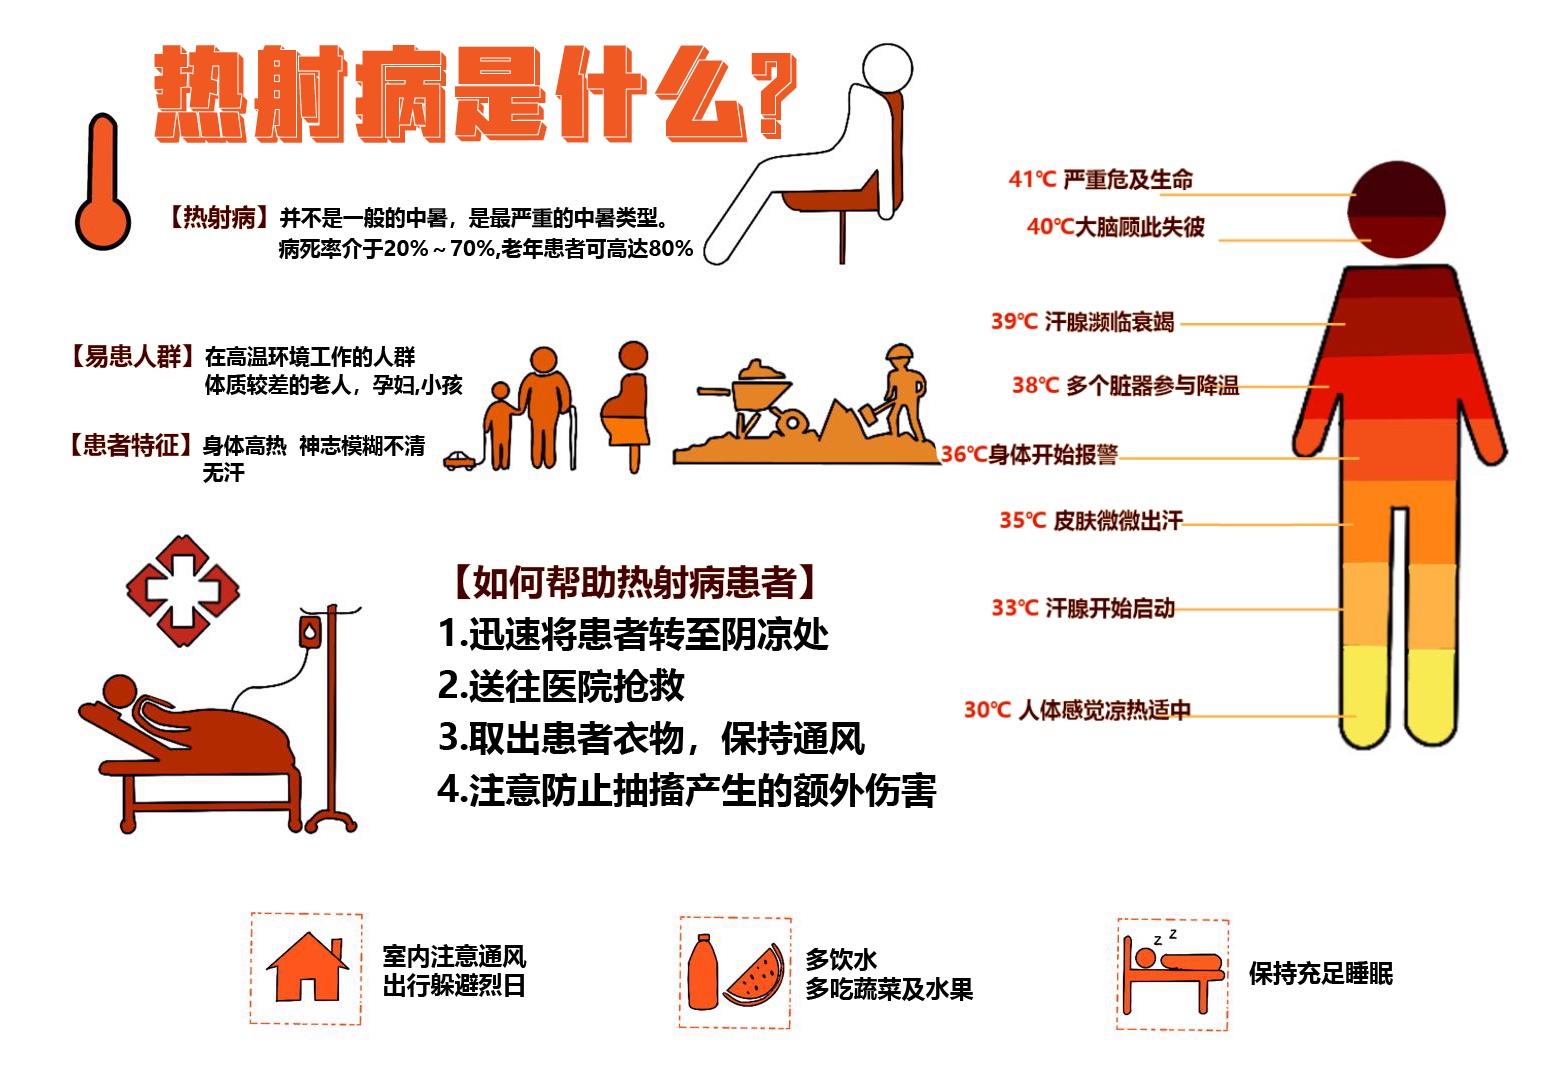 热射病是什么?
【热射病】并不是一般的中暑，是最严重的中暑类型。
病死率介于20%～70%,老年患者可高达80%
【易患人群】在高温环境工作的人群
体质较差的老人，孕妇,小孩
【患者特征】身体高热 神志模糊不清
无汗
41℃ 严重危及生命
40℃大脑顾此失彼
39℃ 汗腺濒临衰竭
38℃ 多个脏器参与降温
36℃身体开始报警
35℃ 皮肤微微出汗
33℃ 汗腺开始启动
30℃ 人体感觉凉热适中
【如何帮助热射病患者】
1.迅速将患者转至阴凉处
2.送往医院抢救
3.取出患者衣物，保持通风
4.注意防止抽搐产生的额外伤害
室内注意通风
出行躲避烈日
多饮水
多吃蔬菜及水果
z z
保持充足睡眠